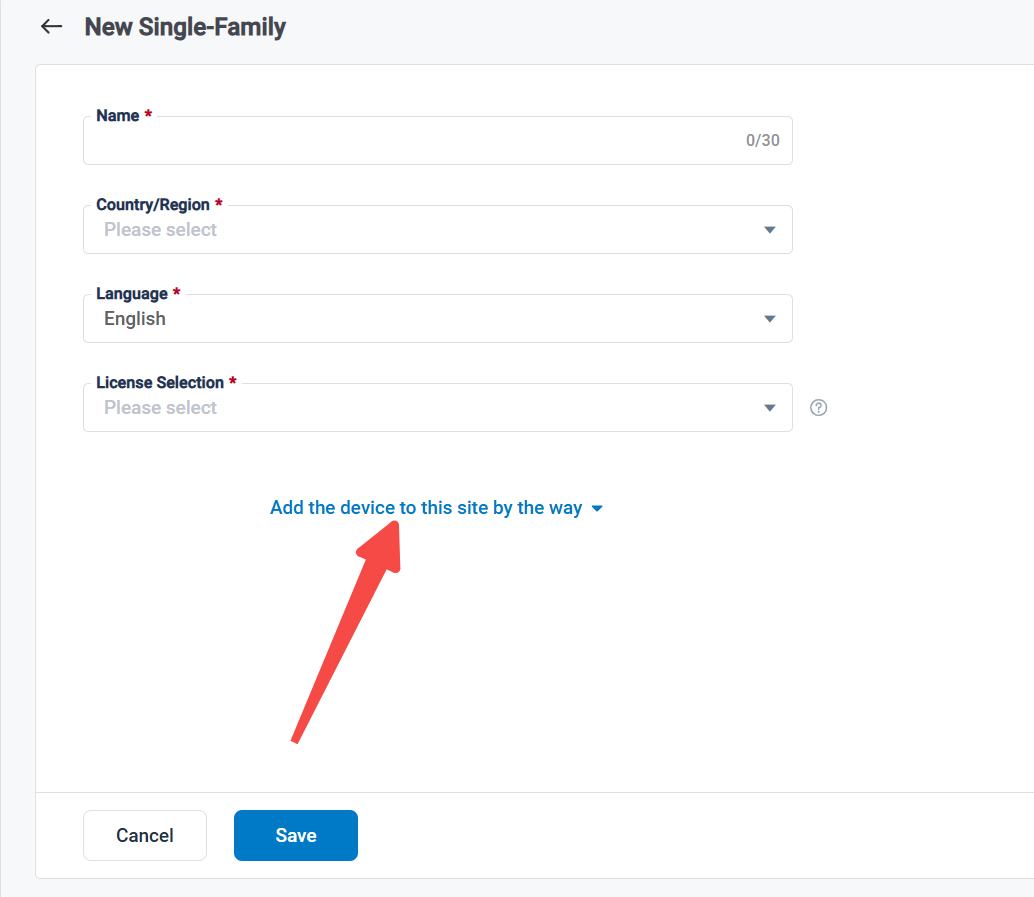 New Single-Family
Name *
0/30
Country/Region *
Please select
Language *
English
License Selection *
Please select
?
Add the device to this site by the way
Cancel
Save